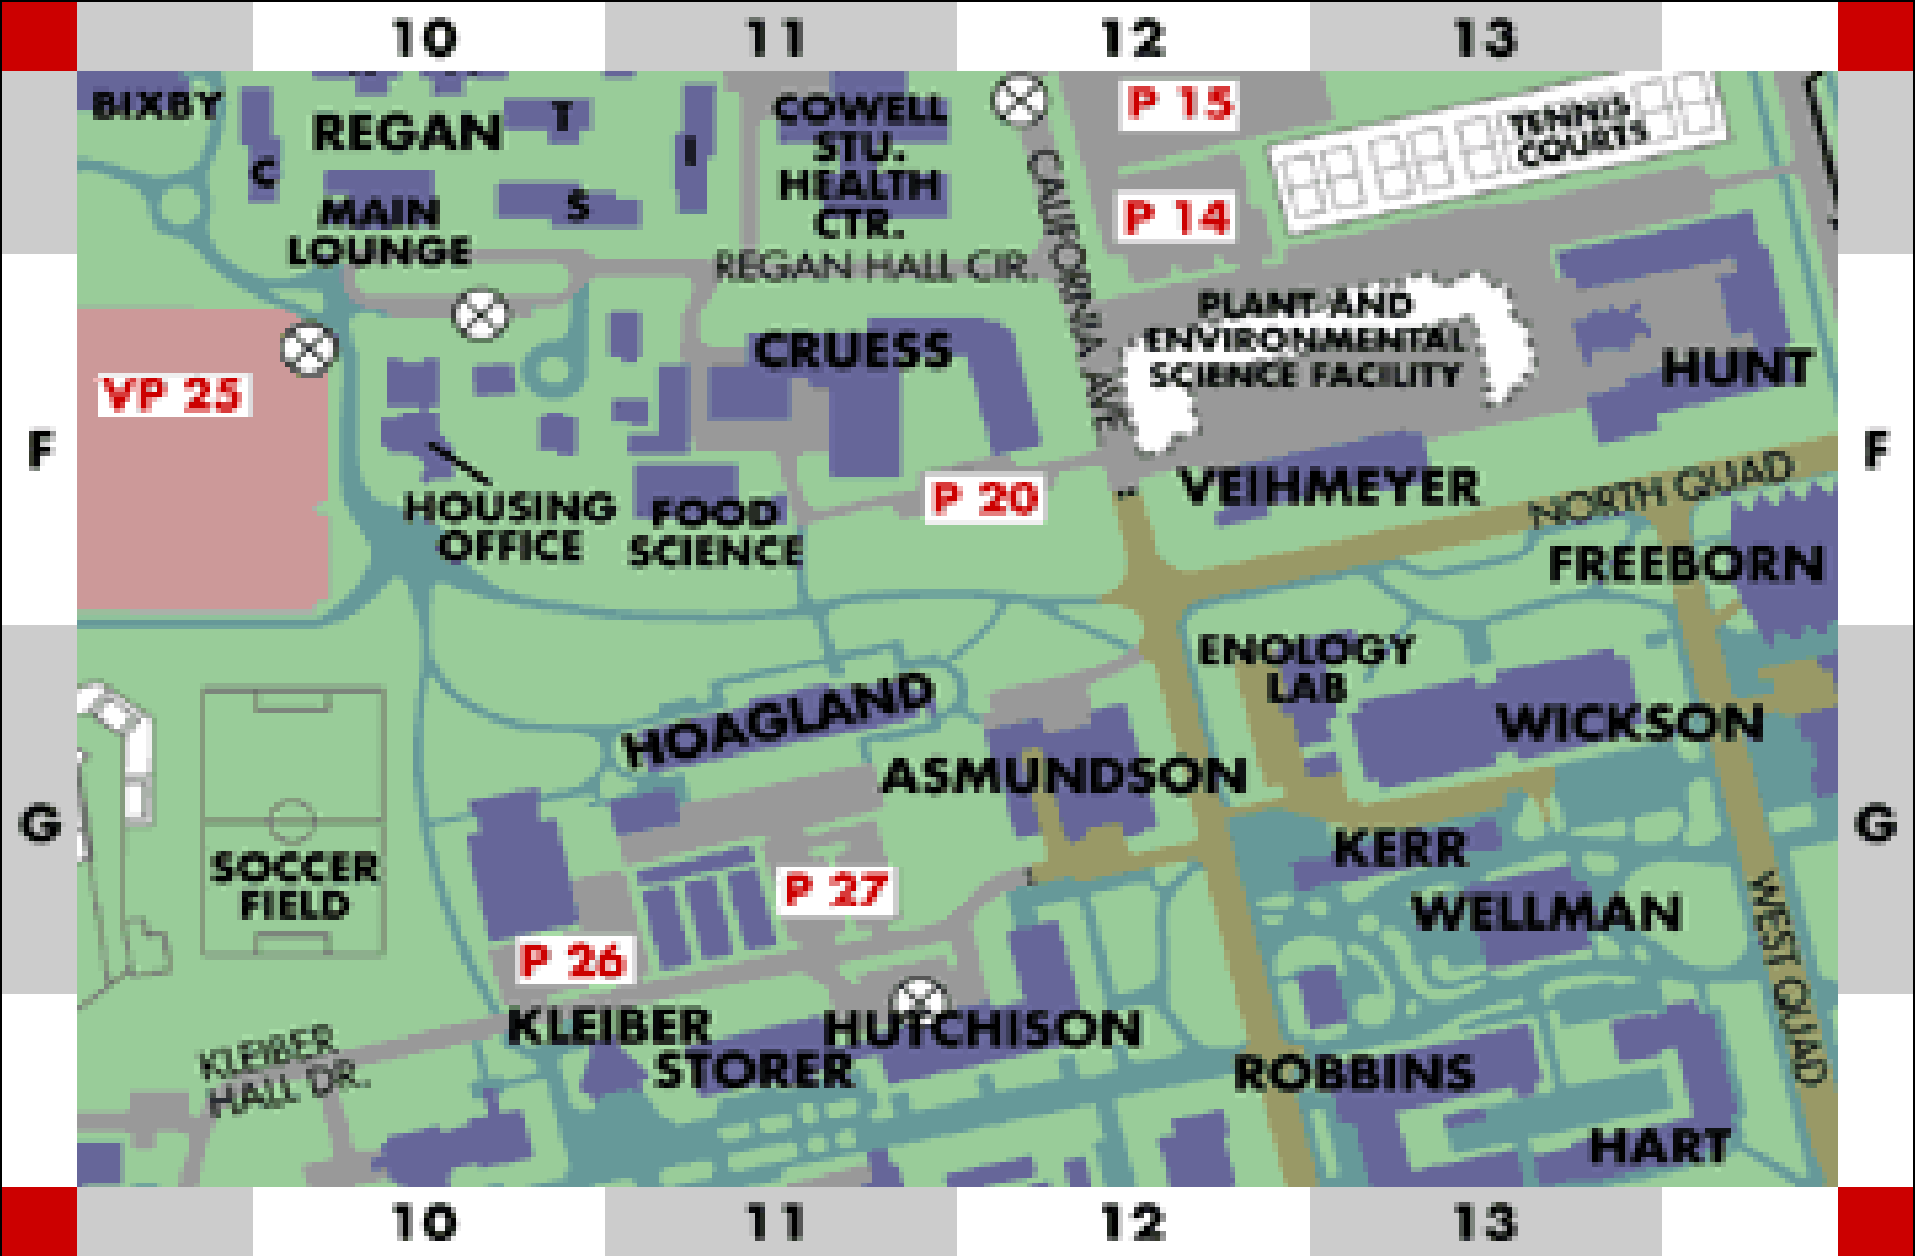 10
11
12
13
BIXBY
REGAN
T
I
C
S
MAIN
LOUNGE
COWELL
STU.
HEALTH
CTR.
P 15
P 14
TENNIS
COURTS
CALIFORNIA AVE
REGAN HALL CIR.
PLANT AND
ENVIRONMENTAL
SCIENCE FACILITY
HUNT
VP 25
CRUESS
F
F
HOUSING
OFFICE
FOOD
SCIENCE
P 20
VEIHMEYER
NORTH QUAD
FREEBORN
ENOLOGY
LAB
HOAGLAND
ASMUNDSON
WICKSON
G
G
SOCCER
FIELD
KERR
P 27
WELLMAN
P 26
WEST QUAD
KLEIBER
HUTCHISON
STORER
KLEIBER
HALL DR.
ROBBINS
HART
10
11
12
13